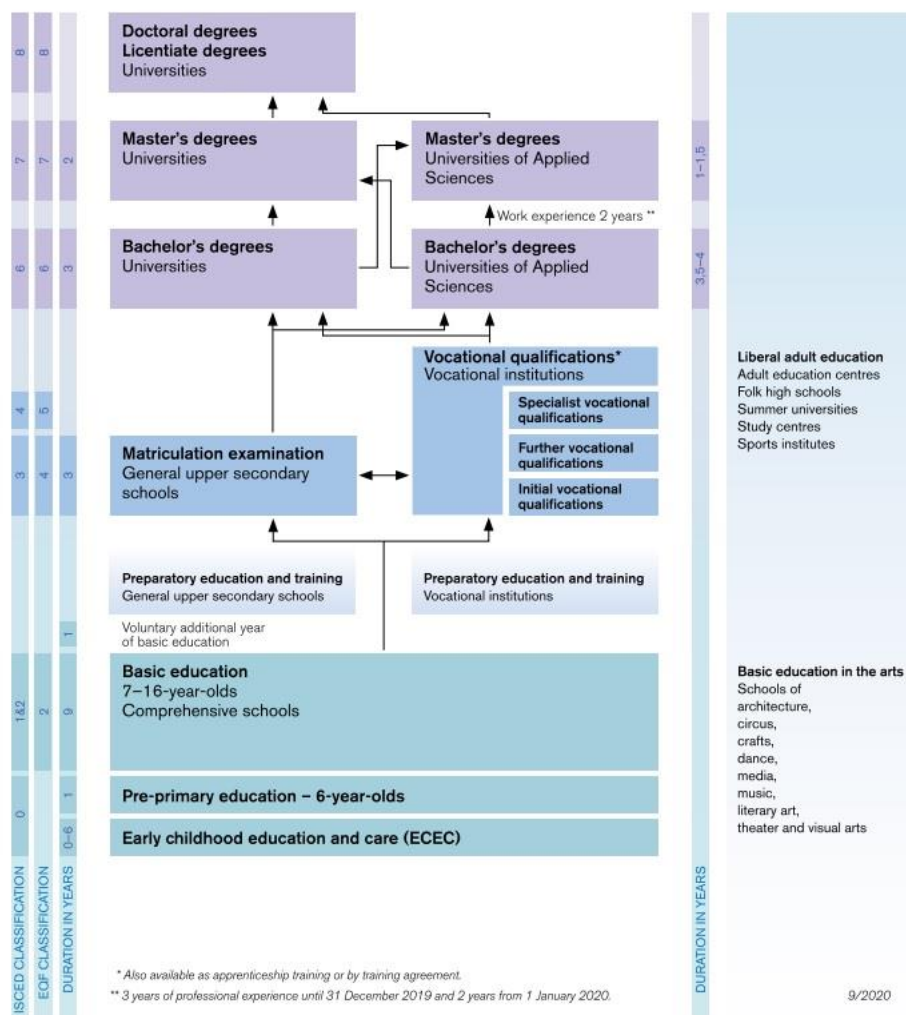 Doctoral degrees
Licentiate degrees
Universities
8
8
Master's degrees
Universities
Master's degrees
Universities of Applied
Sciences
7
7
2
1–1,5
Work experience 2 years **
Bachelor's degrees
Universities
Bachelor's degrees
Universities of Applied
Sciences
6
6
3
3,5–4
Vocational qualifications*
Vocational institutions
Specialist vocational
qualifications
Further vocational
qualifications
Initial vocational
qualifications
4
5
Matriculation examination
General upper secondary
schools
3
4
3
Preparatory education and training
General upper secondary schools
Preparatory education and training
Vocational institutions
Voluntary additional year
of basic education
1
Basic education
7–16-year-olds
Comprehensive schools
1&2
2
9
Pre-primary education – 6-year-olds
0
1
Early childhood education and care (ECEC)
0–6
ISCED CLASSIFICATION
EQF CLASSIFICATION
DURATION IN YEARS
DURATION IN YEARS
Liberal adult education
Adult education centres
Folk high schools
Summer universities
Study centres
Sports institutes
Basic education in the arts
Schools of
architecture,
circus,
crafts,
dance,
media,
music,
literary art,
theater and visual arts
* Also available as apprenticeship training or by training agreement.
** 3 years of professional experience until 31 December 2019 and 2 years from 1 January 2020.
9/2020